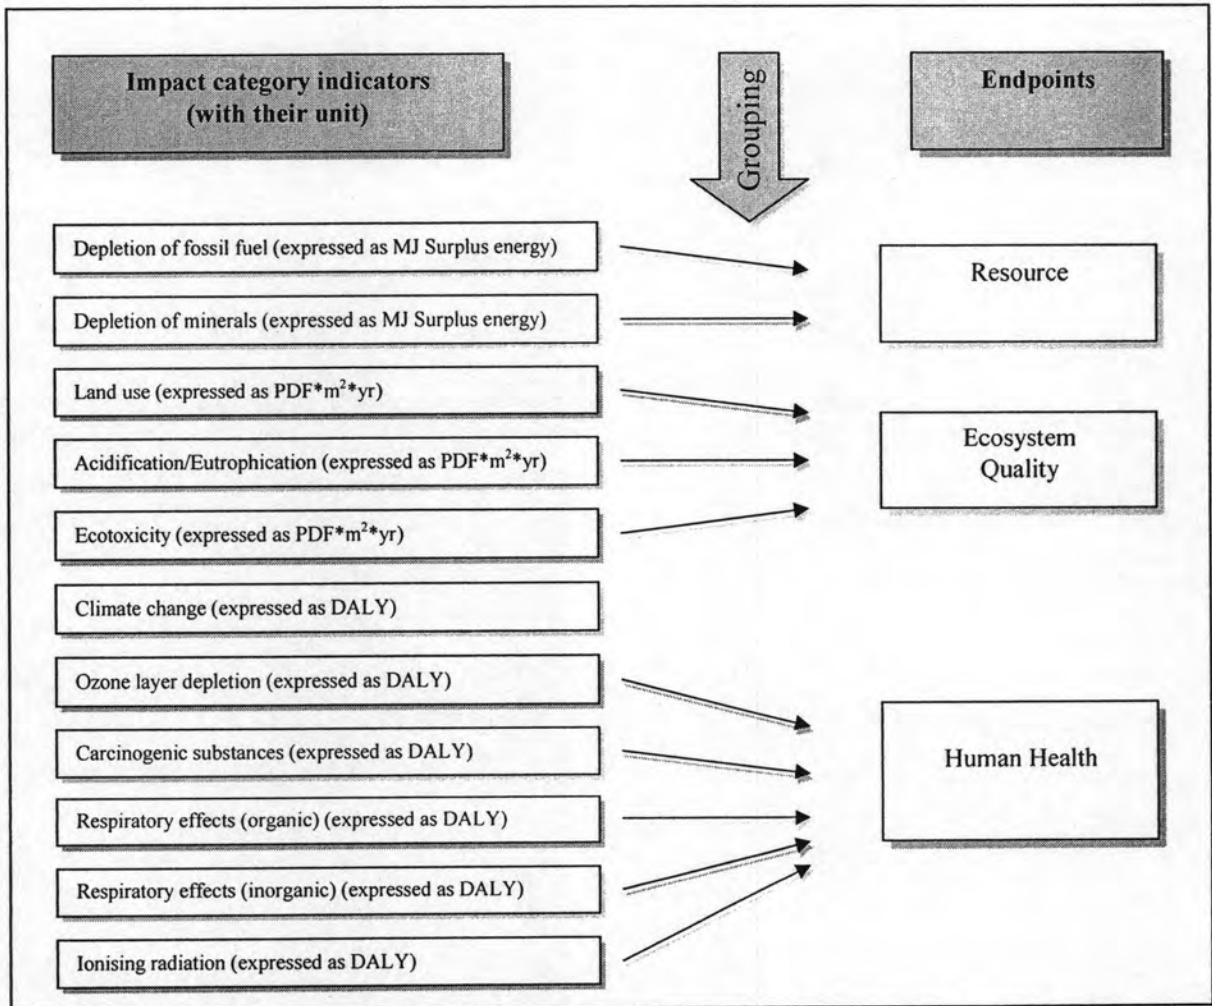 Impact category indicators
(with their unit)
Grouping
Endpoints
Depletion of fossil fuel (expressed as MJ Surplus energy)
Depletion of minerals (expressed as MJ Surplus energy)
Land use (expressed as PDF*m²*yr)
Acidification/Eutrophication (expressed as PDF*m²*yr)
Ecotoxicity (expressed as PDF*m²*yr)
Climate change (expressed as DALY)
Ozone layer depletion (expressed as DALY)
Carcinogenic substances (expressed as DALY)
Respiratory effects (organic) (expressed as DALY)
Respiratory effects (inorganic) (expressed as DALY)
Ionising radiation (expressed as DALY)
Resource
Ecosystem
Quality
Human Health